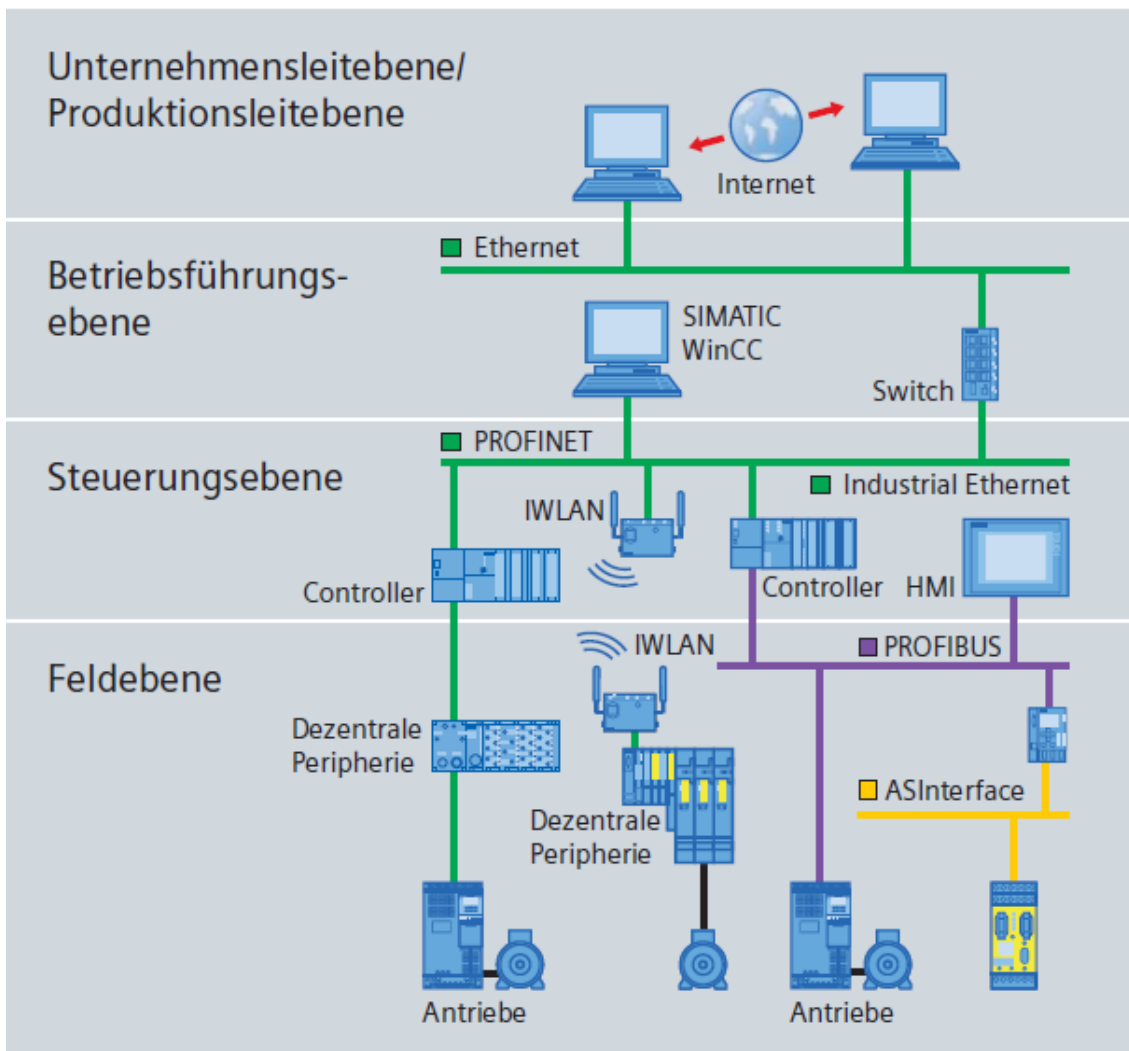 Unternehmensleitebene/
Produktionsleitebene
Internet
Ethernet
Betriebsführungs-
ebene
SIMATIC
WinCC
Switch
PROFINET
Steuerungsebene
Industrial Ethernet
IWLAN
Controller
Controller
HMI
IWLAN
PROFIBUS
Feldebene
Dezentrale
Peripherie
ASInterface
Dezentrale
Peripherie
Antriebe
Antriebe